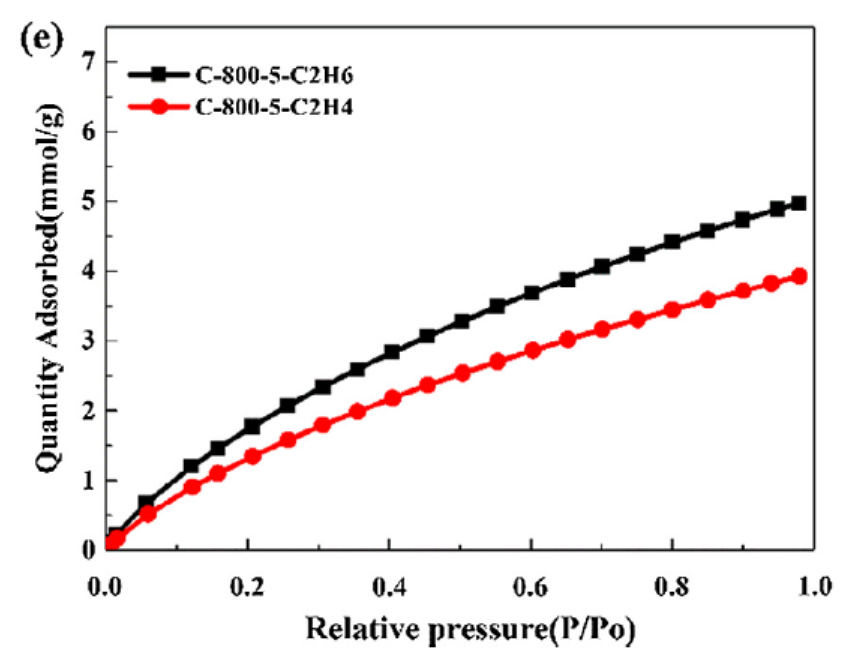 (e)
C-800-5-C2H6
C-800-5-C2H4
Quantity Adsorbed(mmol/g)
7
6
5
4
3
2
1
0
0.0 0.2 0.4 0.6 0.8 1.0
Relative pressure(P/Po)